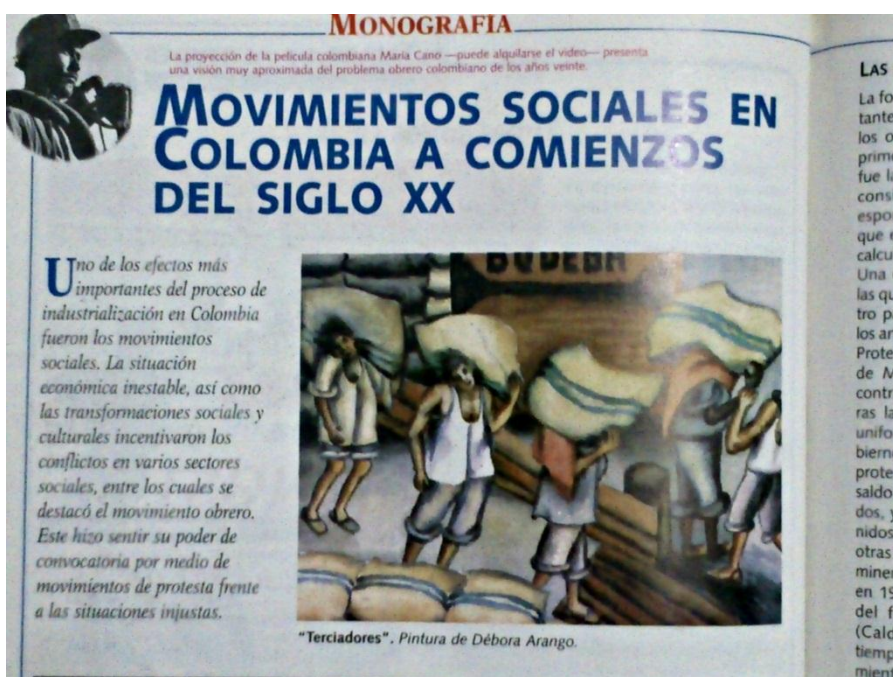 MONOGRAFÍA
La proyección de la película colombiana María Cano —puede alquilarse el video— presenta
una visión muy aproximada del problema obrero colombiano de los años veinte.
MOVIMIENTOS SOCIALES EN
COLOMBIA A COMIENZOS
DEL SIGLO XX
Uno de los efectos más
importantes del proceso de
industrialización en Colombia
fueron los movimientos
sociales. La situación
económica inestable, así como
las transformaciones sociales y
culturales incentivaron los
conflictos en varios sectores
sociales, entre los cuales se
destacó el movimiento obrero.
Este hizo sentir su poder de
convocatoria por medio de
movimientos de protesta frente
a las situaciones injustas.
BODEGA
"Terciadores". Pintura de Débora Arango.
LAS
La fo
tante
los o
prim
fue la
cons
espo
que
calcu
Una
las qu
tro p
los ar
Prote
de M
contr
ras la
unifo
biern
prote
saldo
dos, y
nidos
otras
miner
en 19
del f
(Cald
tiemp
mient